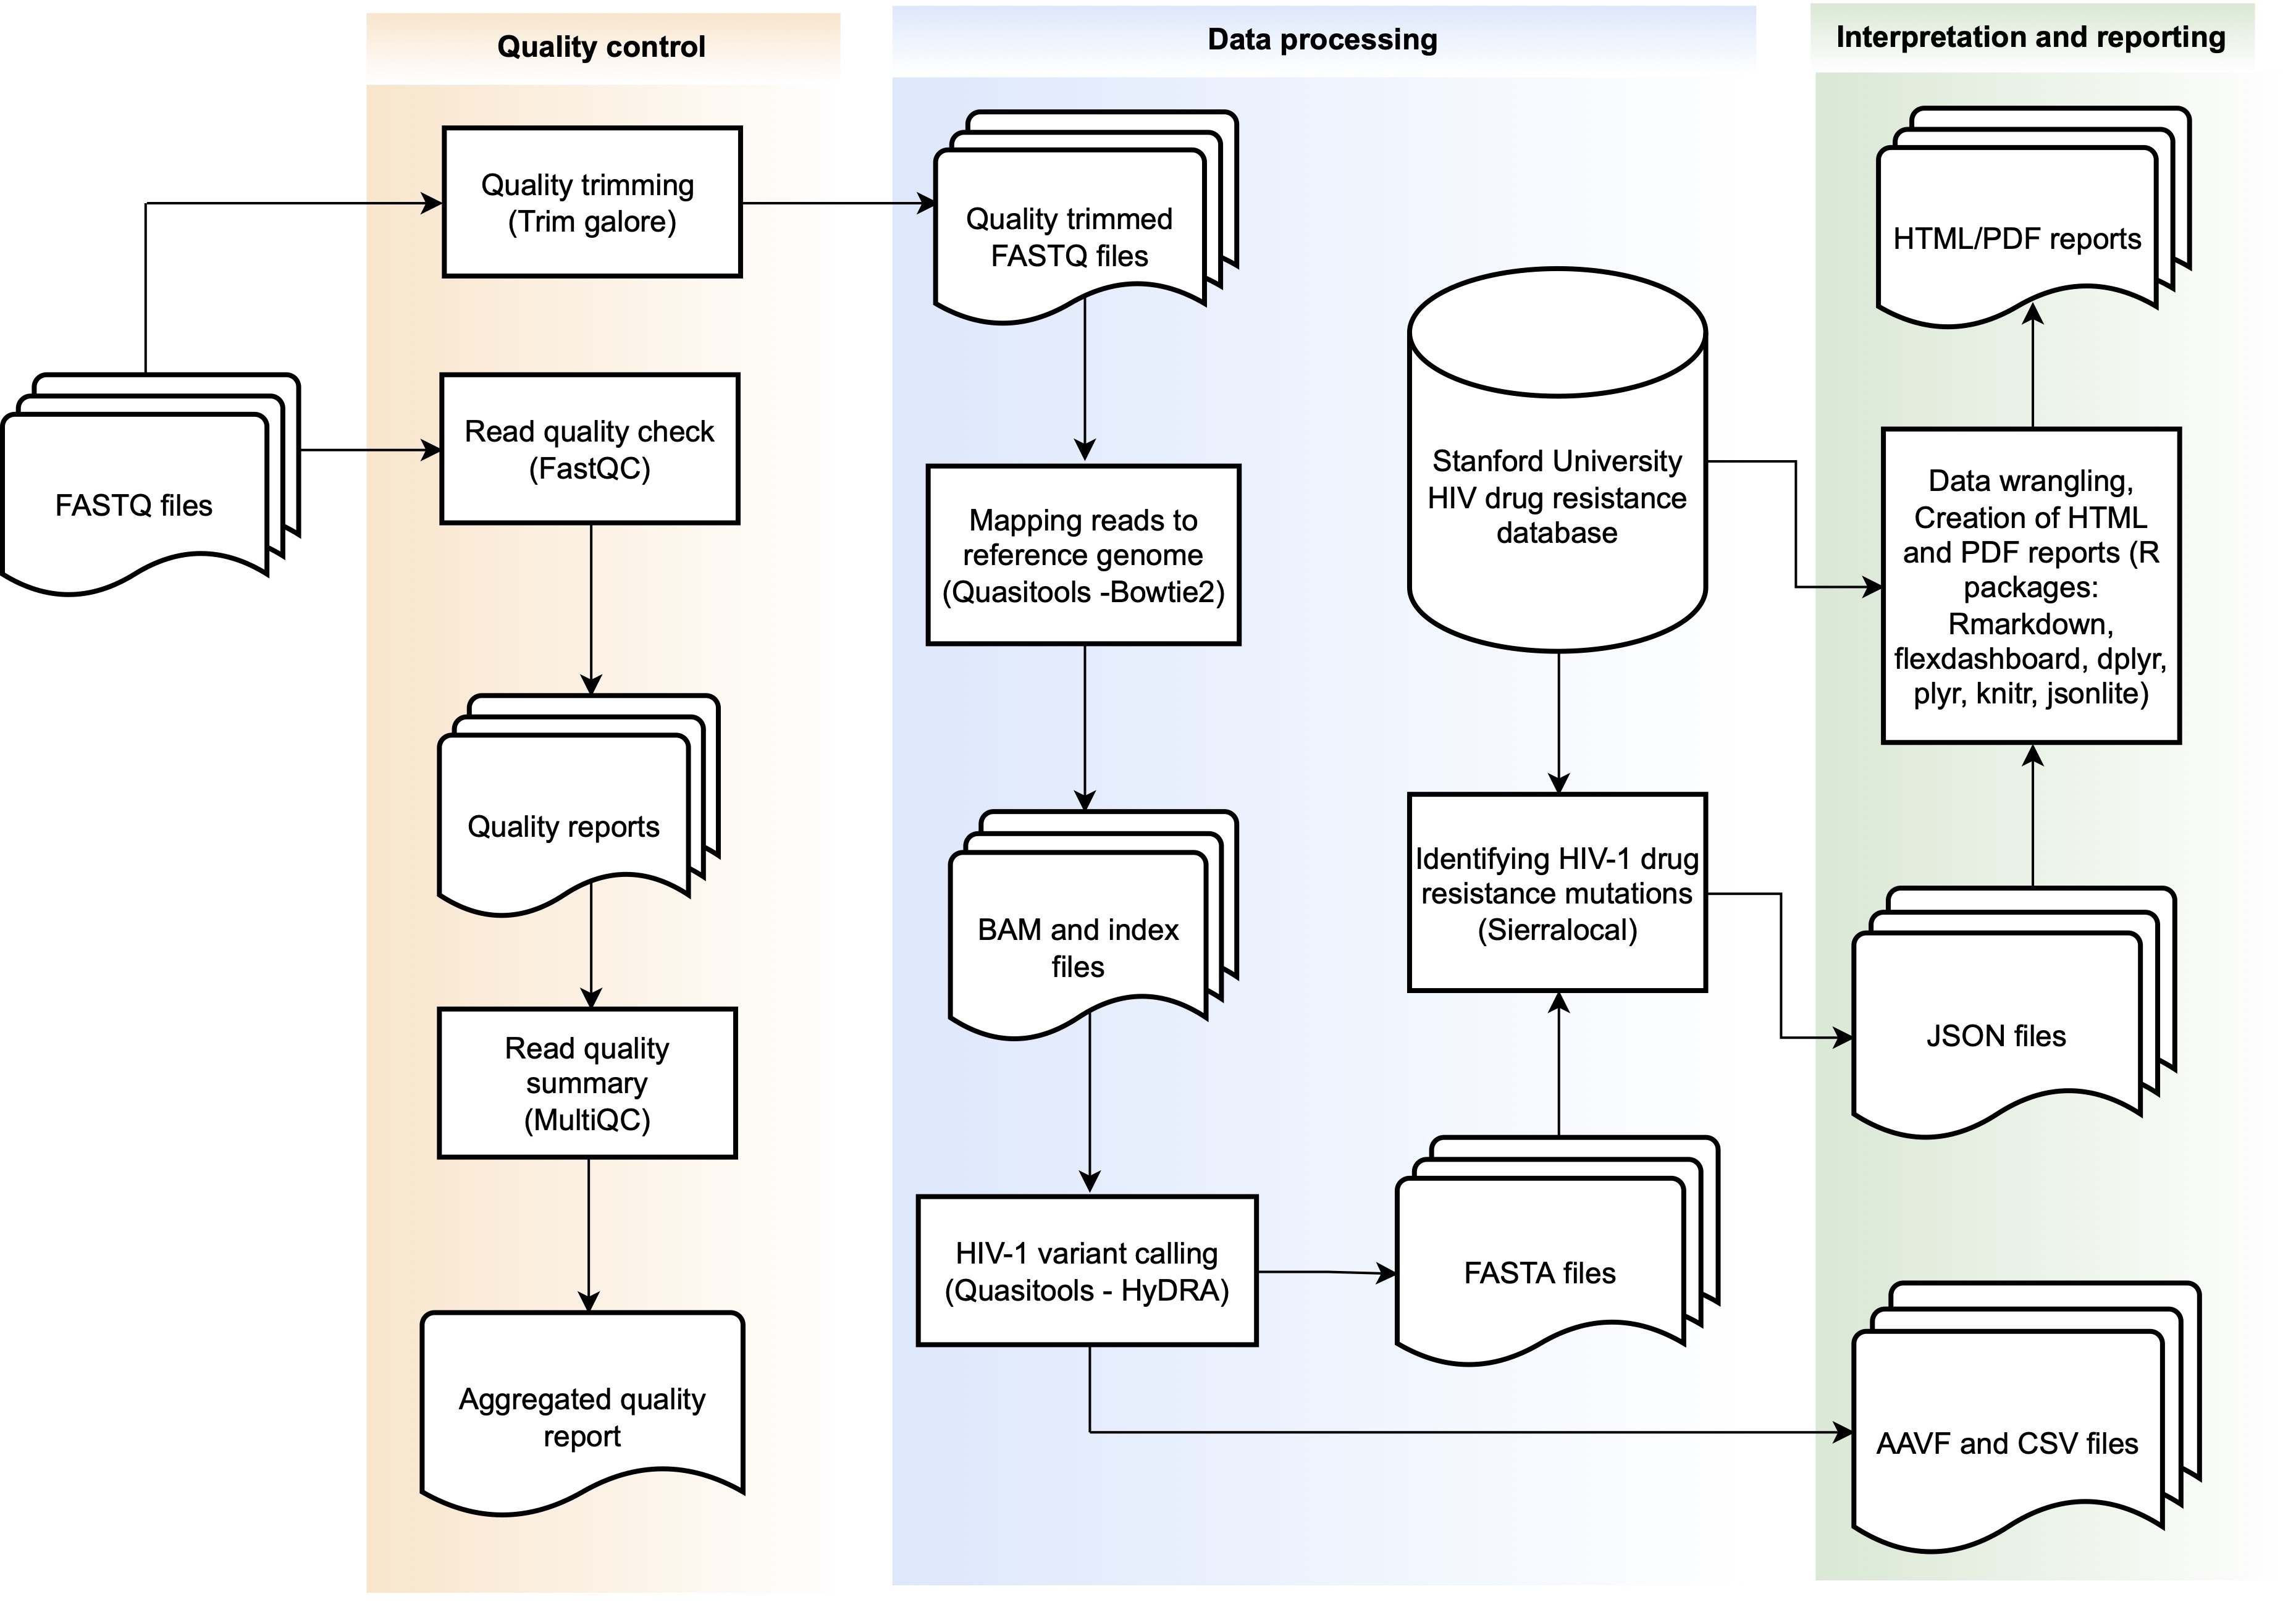 Quality control
Data processing
Interpretation and reporting
FASTQ files
Quality trimming
(Trim galore)
Read quality check
(FastQC)
Quality reports
Read quality
summary
(MultiQC)
Aggregated quality
report
Quality trimmed
FASTQ files
Mapping reads to
reference genome
(Quasitools -Bowtie2)
BAM and index
files
HIV-1 variant calling
(Quasitools - HyDRA)
Stanford University
HIV drug resistance
database
Identifying HIV-1 drug
resistance mutations
(Sierralocal)
FASTA files
HTML/PDF reports
Data wrangling,
Creation of HTML
and PDF reports (R
packages:
Rmarkdown,
flexdashboard, dplyr,
plyr, knitr, jsonlite)
JSON files
AAVF and CSV files